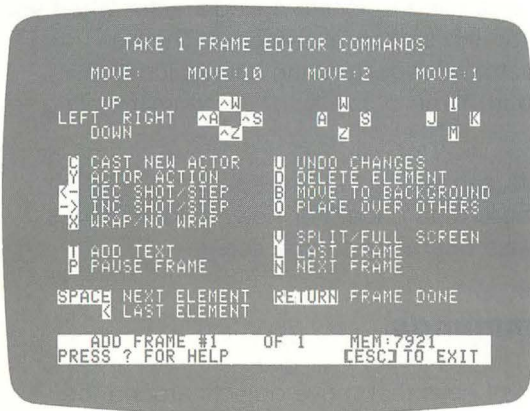 TAKE 1 FRAME EDITOR COMMANDS
MOVE: MOVE:10 MOVE:2 MOVE:1
UP ^W W I
LEFT RIGHT ^A ^S A S J K
DOWN ^Z Z M
C CAST NEW ACTOR U UNDO CHANGES
Y ACTOR ACTION D DELETE ELEMENT
<- DEC SHOT/STEP B MOVE TO BACKGROUND
-> INC SHOT/STEP O PLACE OVER OTHERS
X WRAP/NO WRAP
V SPLIT/FULL SCREEN
T ADD TEXT L LAST FRAME
P PAUSE FRAME N NEXT FRAME
SPACE NEXT ELEMENT RETURN FRAME DONE
< LAST ELEMENT
ADD FRAME #1 OF 1 MEM:7921
PRESS ? FOR HELP [ESC] TO EXIT